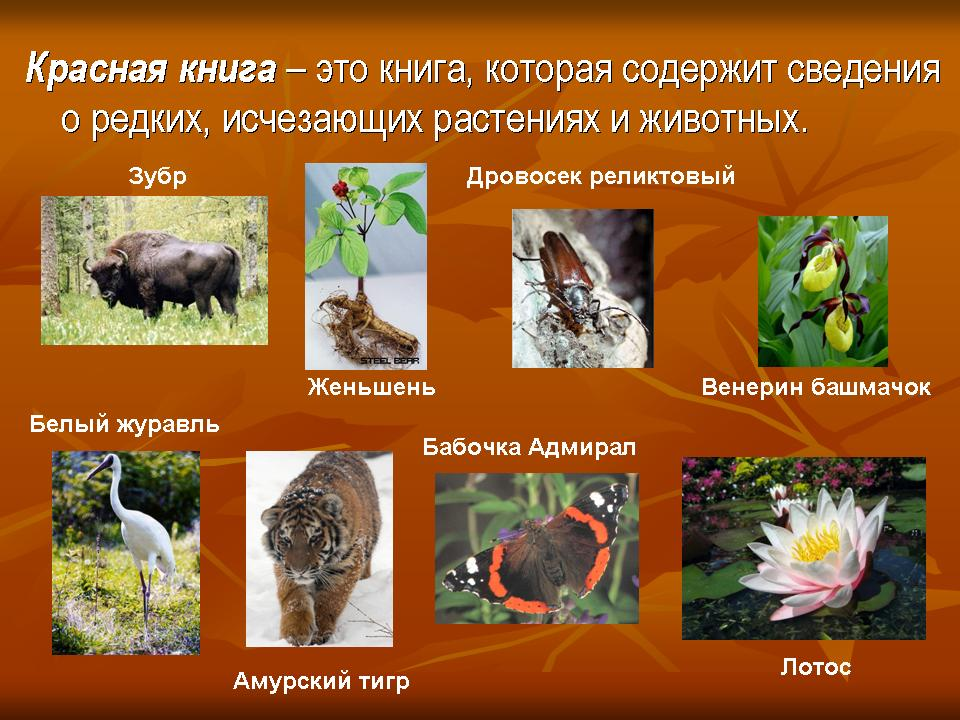 Красная книга – это книга, которая содержит сведения
о редких, исчезающих растениях и животных.
Зубр
Дровосек реликтовый
STEEL BEAR
Женьшень
Венерин башмачок
Белый журавль
Бабочка Адмирал
Амурский тигр
Лотос